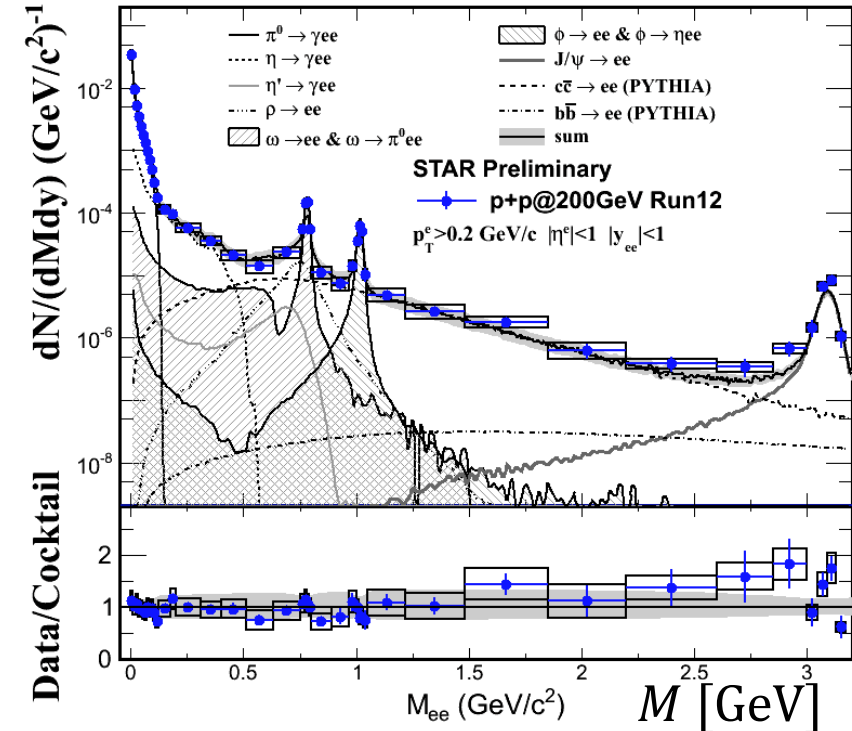 dN/(dMdy) (GeV/c²)⁻¹
10⁻²
10⁻⁴
10⁻⁶
10⁻⁸
π⁰ → γee
η → γee
η' → γee
ρ → ee
ω → ee & ω → π⁰ee
ϕ → ee & ϕ → ηee
J/ψ → ee
cc̄ → ee (PYTHIA)
bb̄ → ee (PYTHIA)
sum
STAR Preliminary
p+p@200GeV Run12
pᵉ_T>0.2 GeV/c |ηᵉ|<1 |y_ee|<1
Data/Cocktail
2
1
0
0 0.5 1 1.5 2 2.5 3
M_ee (GeV/c²) M [GeV]